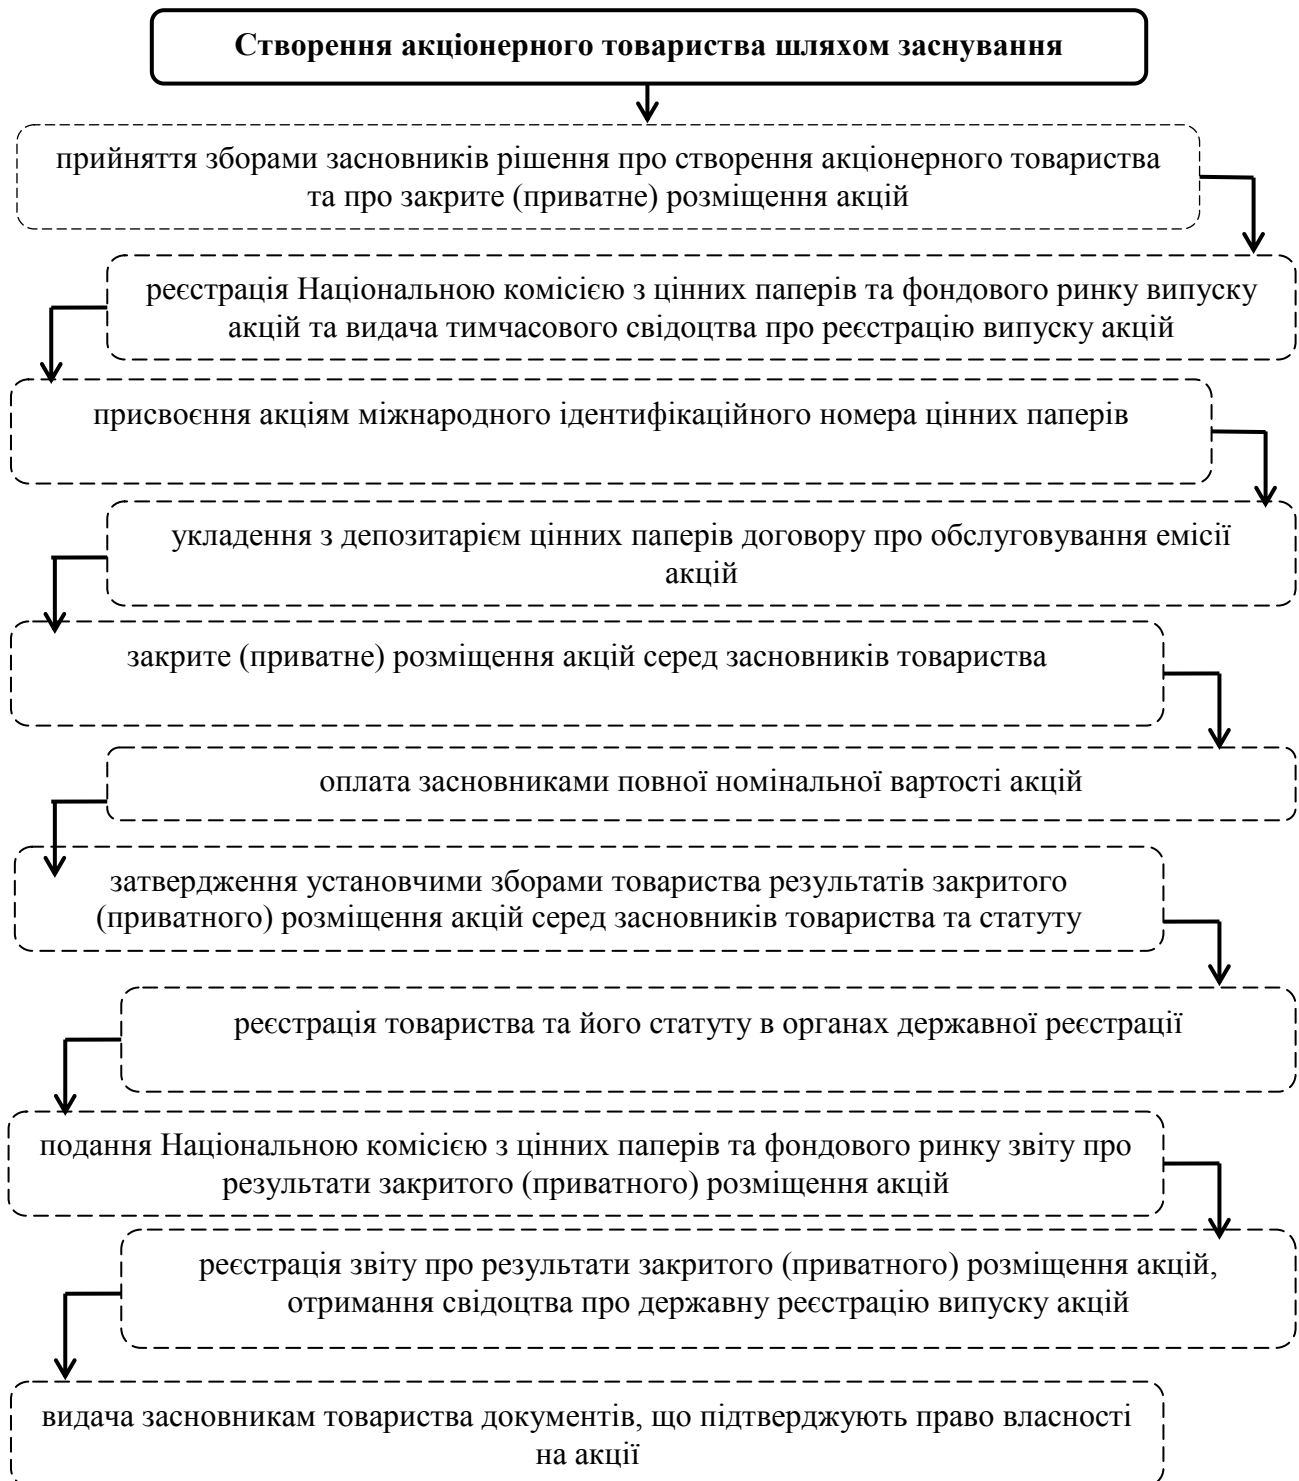 Створення акціонерного товариства шляхом заснування
прийняття зборами засновників рішення про створення акціонерного товариства
та про закрите (приватне) розміщення акцій
реєстрація Національною комісією з цінних паперів та фондового ринку випуску
акцій та видача тимчасового свідоцтва про реєстрацію випуску акцій
присвоєння акціям міжнародного ідентифікаційного номера цінних паперів
укладення з депозитарієм цінних паперів договору про обслуговування емісії
акцій
закрите (приватне) розміщення акцій серед засновників товариства
оплата засновниками повної номінальної вартості акцій
затвердження установчими зборами товариства результатів закритого
(приватного) розміщення акцій серед засновників товариства та статуту
реєстрація товариства та його статуту в органах державної реєстрації
подання Національною комісією з цінних паперів та фондового ринку звіту про
результати закритого (приватного) розміщення акцій
реєстрація звіту про результати закритого (приватного) розміщення акцій,
отримання свідоцтва про державну реєстрацію випуску акцій
видача засновникам товариства документів, що підтверджують право власності
на акції